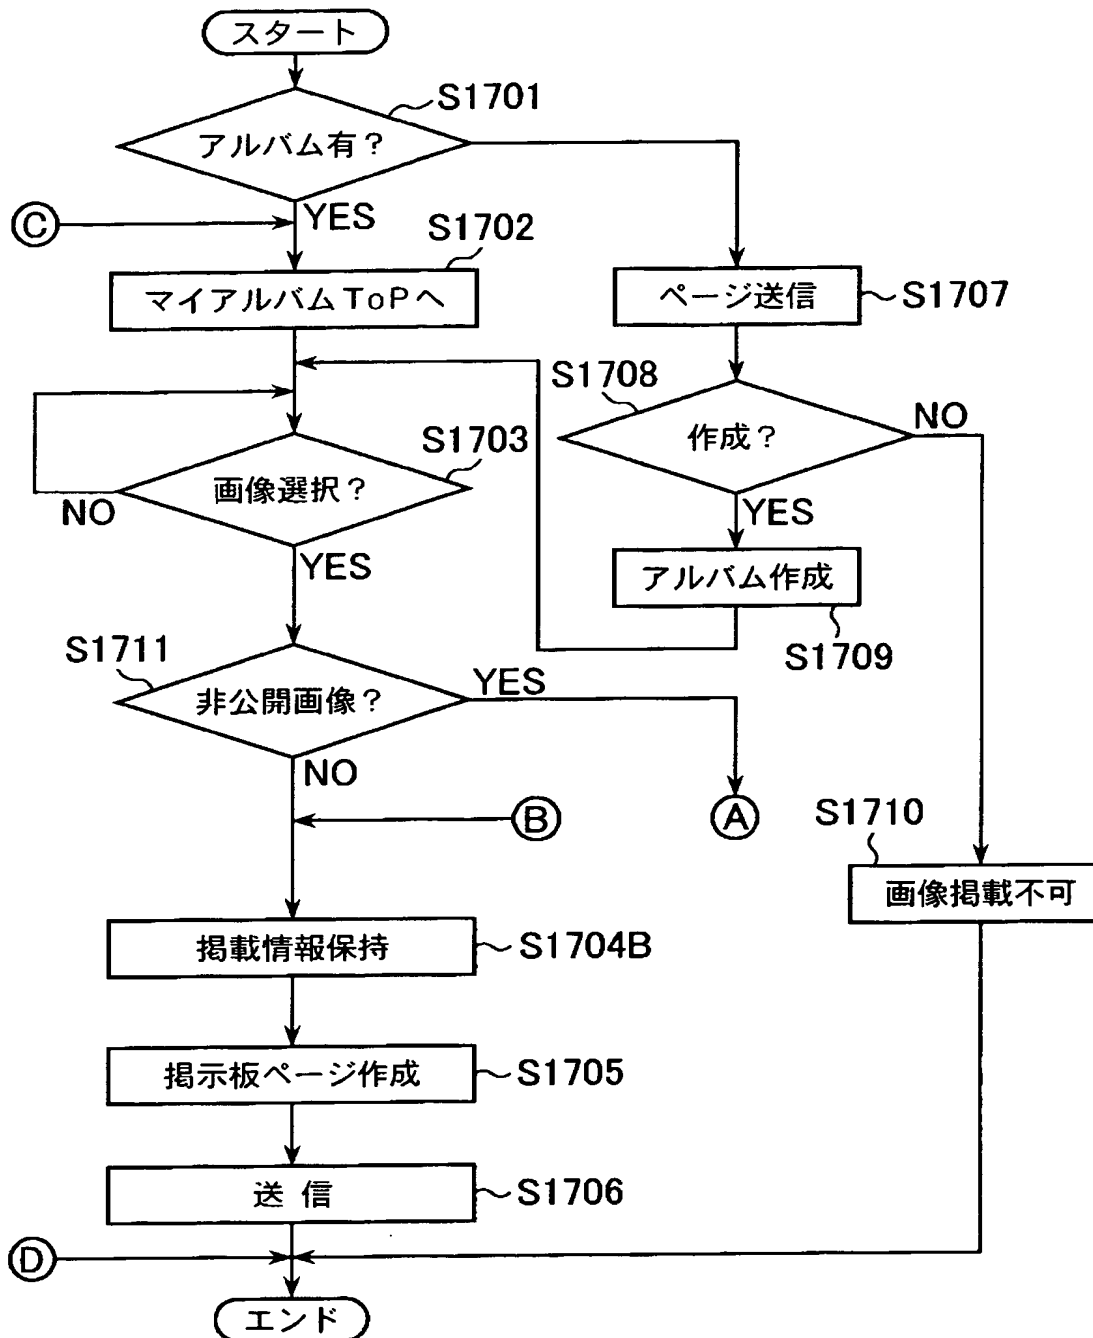 スタート
S1701
アルバム有？
C
YES
S1702
マイアルバムToPへ
ページ送信
S1707
S1708
作成？
NO
S1703
画像選択？
NO
YES
YES
アルバム作成
S1709
S1711
非公開画像？
YES
NO
B
A
S1710
画像掲載不可
掲載情報保持
S1704B
掲示板ページ作成
S1705
送信
S1706
D
エンド